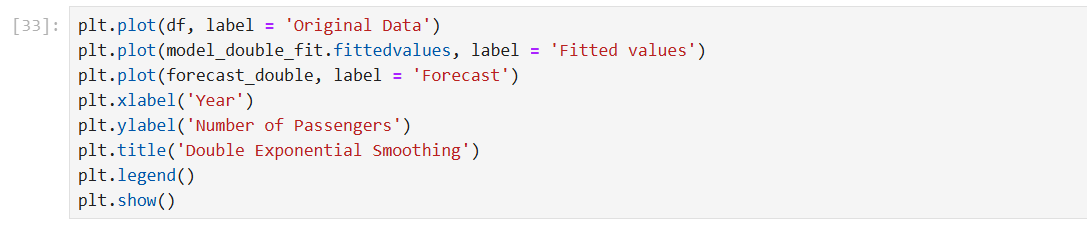 [33]: plt.plot(df, label = 'Original Data')
plt.plot(model_double_fit.fittedvalues, label = 'Fitted values')
plt.plot(forecast_double, label = 'Forecast')
plt.xlabel('Year')
plt.ylabel('Number of Passengers')
plt.title('Double Exponential Smoothing')
plt.legend()
plt.show()